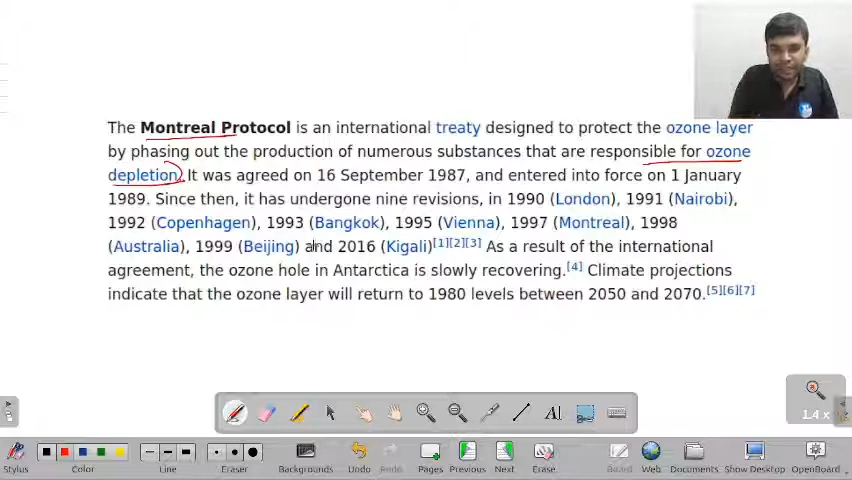 The Montreal Protocol is an international treaty designed to protect the ozone layer
by phasing out the production of numerous substances that are responsible for ozone
depletion. It was agreed on 16 September 1987, and entered into force on 1 January
1989. Since then, it has undergone nine revisions, in 1990 (London), 1991 (Nairobi),
1992 (Copenhagen), 1993 (Bangkok), 1995 (Vienna), 1997 (Montreal), 1998
(Australia), 1999 (Beijing) and 2016 (Kigali)[1][2][3] As a result of the international
agreement, the ozone hole in Antarctica is slowly recovering.[4] Climate projections
indicate that the ozone layer will return to 1980 levels between 2050 and 2070.[5][6][7]
1.4 x
Stylus Color Line Eraser Backgrounds Undo Redo Pages Previous Next Erase Board Web Documents Show Desktop OpenBoard